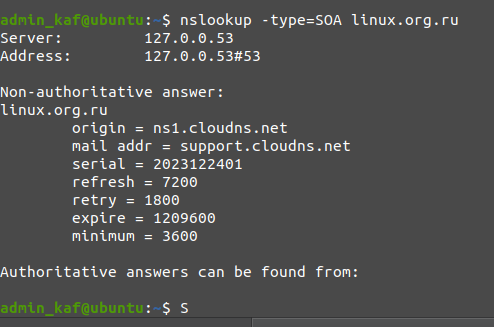 admin_kaf@ubuntu:~$ nslookup -type=SOA linux.org.ru
Server: 127.0.0.53
Address: 127.0.0.53#53
Non-authoritative answer:
linux.org.ru
origin = ns1.cloudns.net
mail addr = support.cloudns.net
serial = 2023122401
refresh = 7200
retry = 1800
expire = 1209600
minimum = 3600
Authoritative answers can be found from:
admin_kaf@ubuntu:~$ S